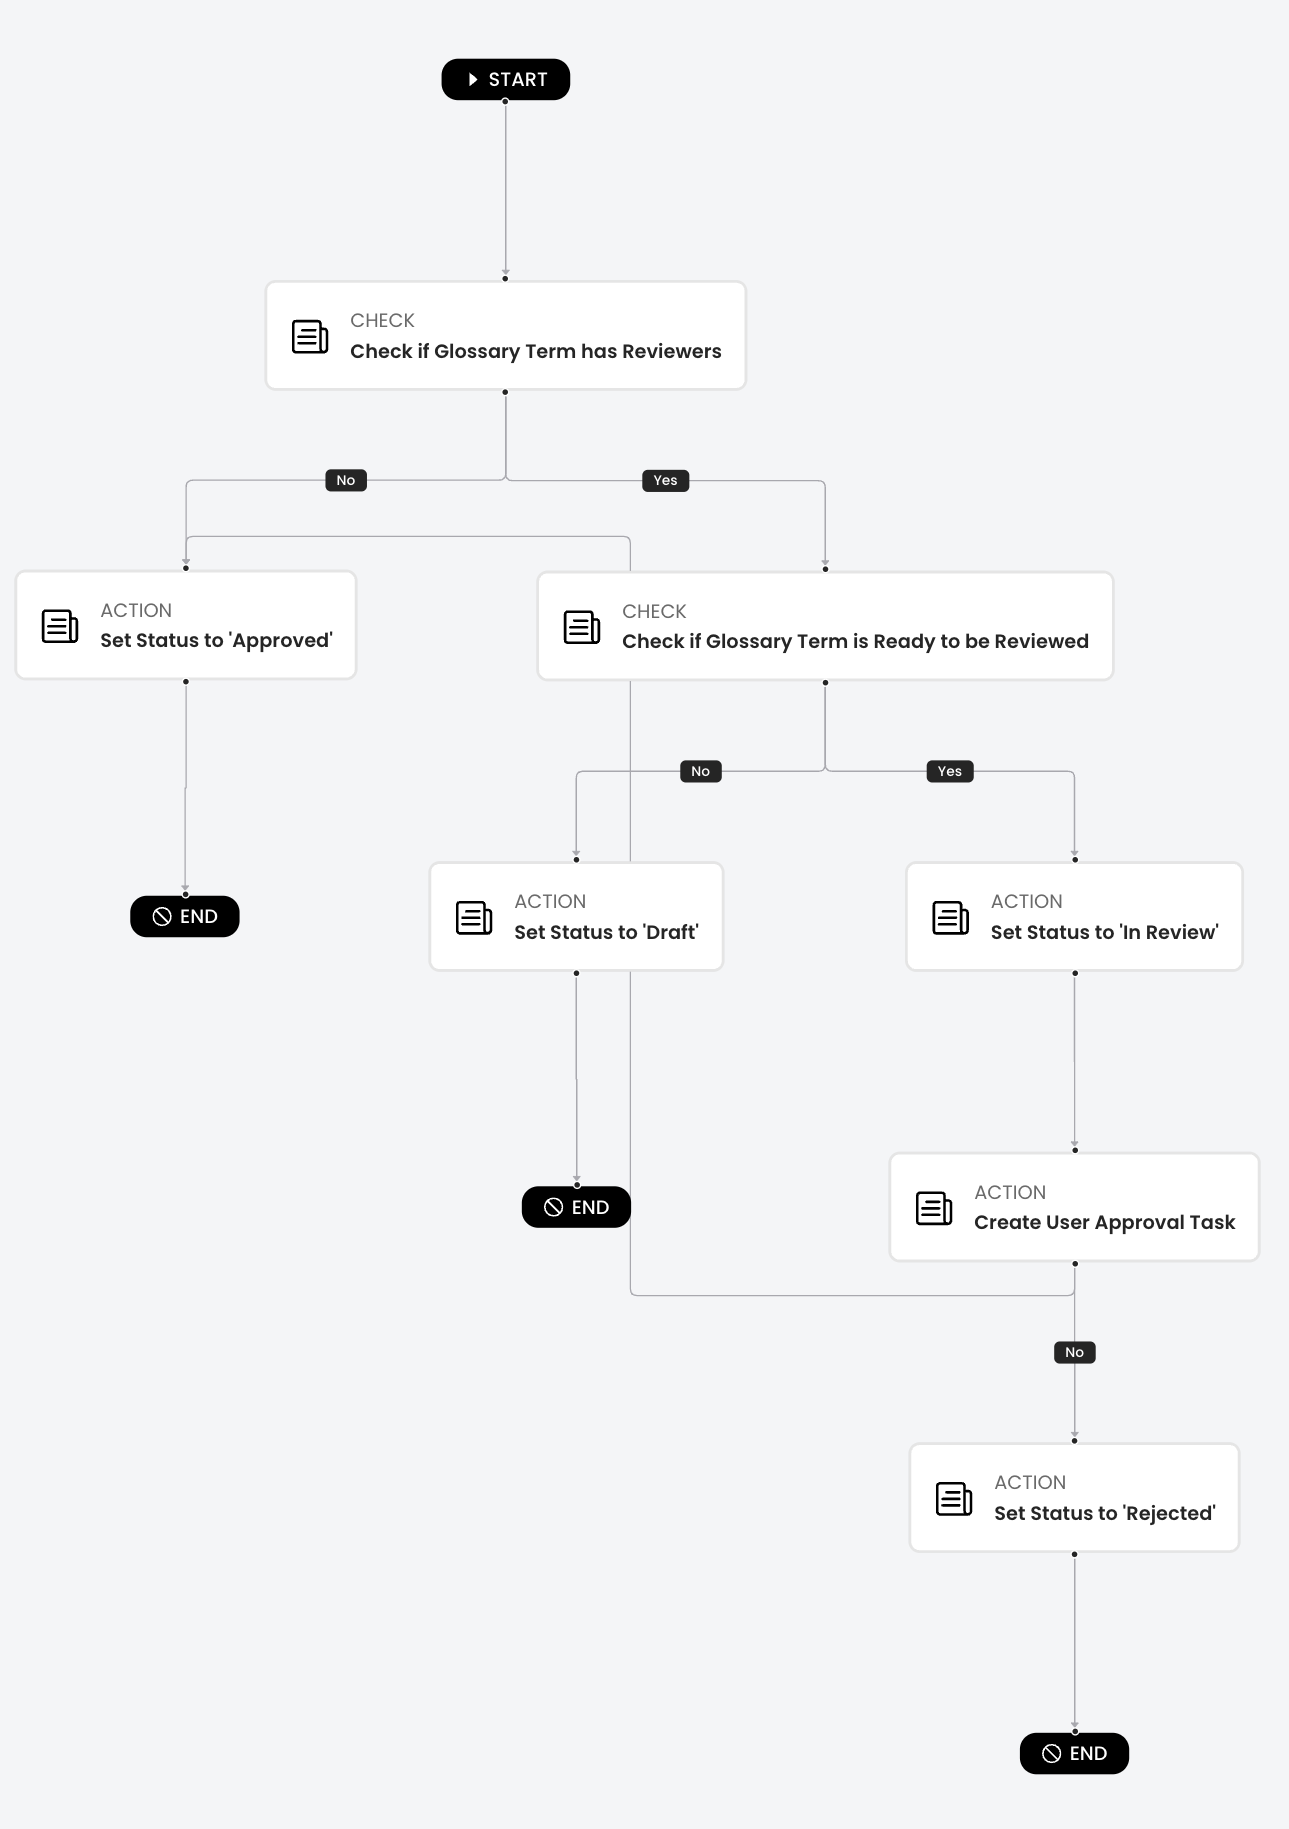 START
CHECK
Check if Glossary Term has Reviewers
No
Yes
ACTION
Set Status to 'Approved'
CHECK
Check if Glossary Term is Ready to be Reviewed
No
Yes
ACTION
Set Status to 'Draft'
ACTION
Set Status to 'In Review'
END
ACTION
Create User Approval Task
END
No
ACTION
Set Status to 'Rejected'
END